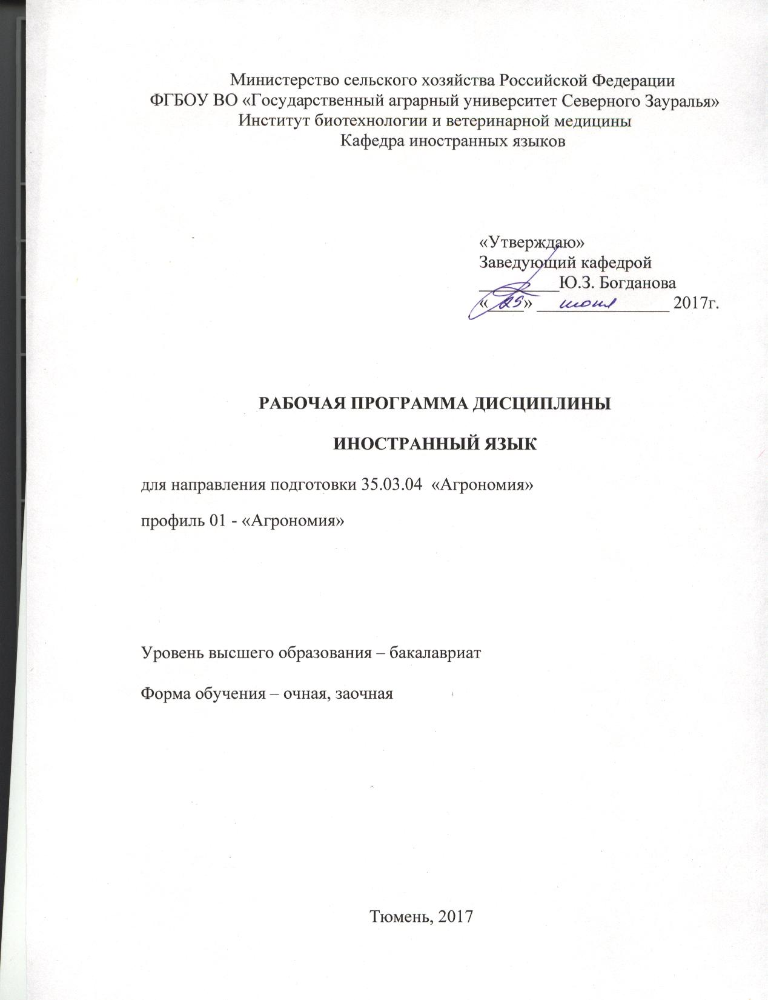 Министерство сельского хозяйства Российской Федерации
ФГБОУ ВО «Государственный аграрный университет Северного Зауралья»
Институт биотехнологии и ветеринарной медицины
Кафедра иностранных языков
«Утверждаю»
Заведующий кафедрой
_________Ю.З. Богданова
«25» 2017г.
РАБОЧАЯ ПРОГРАММА ДИСЦИПЛИНЫ
ИНОСТРАННЫЙ ЯЗЫК
для направления подготовки 35.03.04 «Агрономия»
профиль 01 - «Агрономия»
Уровень высшего образования – бакалавриат
Форма обучения – очная, заочная
Тюмень, 2017